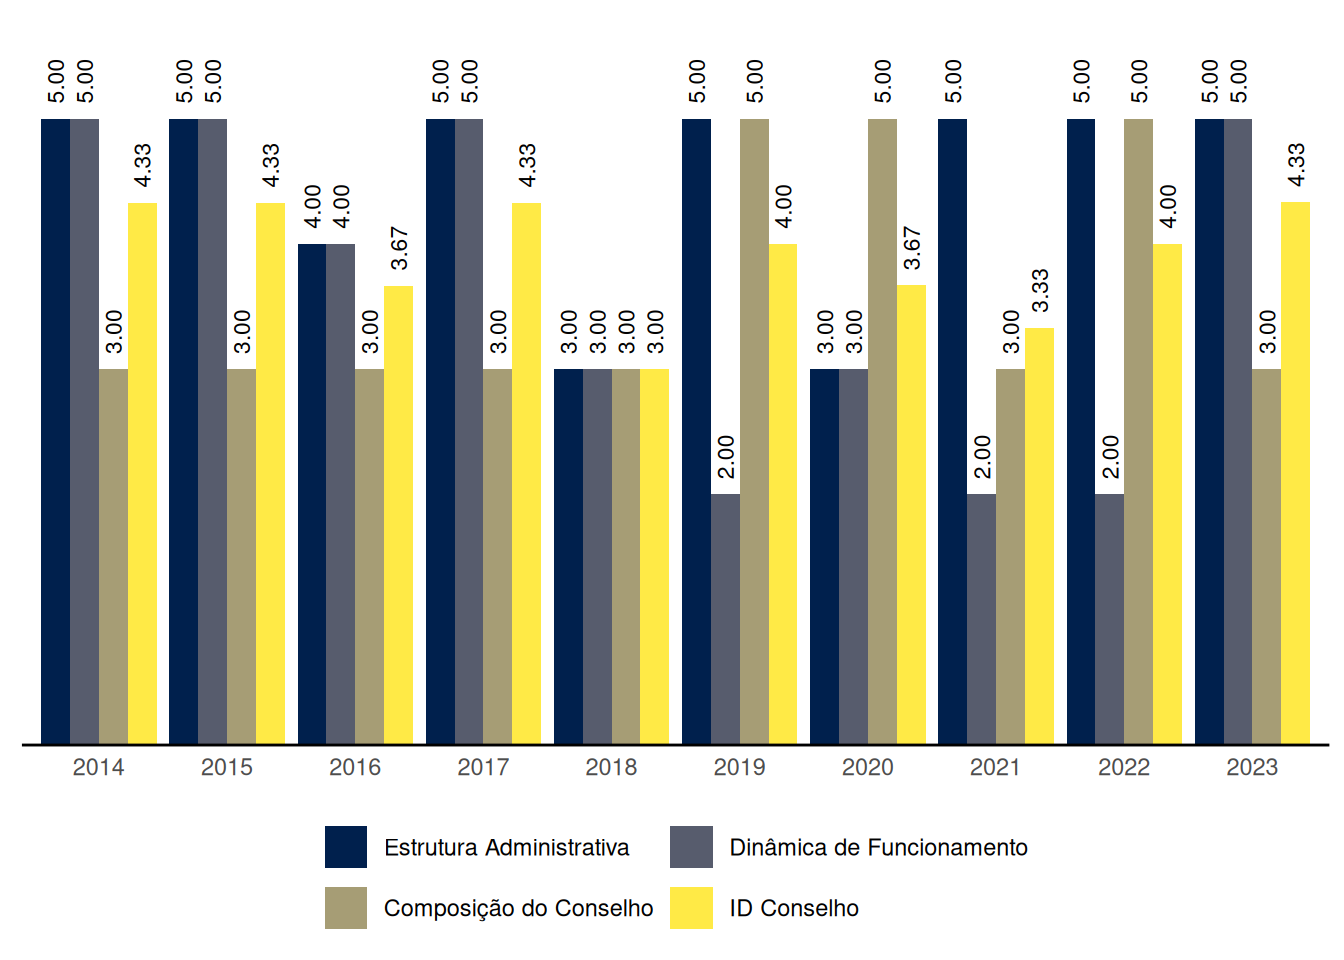 5.00 5.00 3.00 4.33
5.00 5.00 3.00 4.33
4.00 4.00 3.00 3.67
5.00 5.00 3.00 4.33
3.00 3.00 3.00 3.00
5.00 2.00 5.00 4.00
3.00 3.00 5.00 3.67
5.00 2.00 3.00 3.33
5.00 2.00 5.00 4.00
5.00 5.00 3.00 4.33
2014 2015 2016 2017 2018 2019 2020 2021 2022 2023
Estrutura Administrativa Dinâmica de Funcionamento
Composição do Conselho ID Conselho